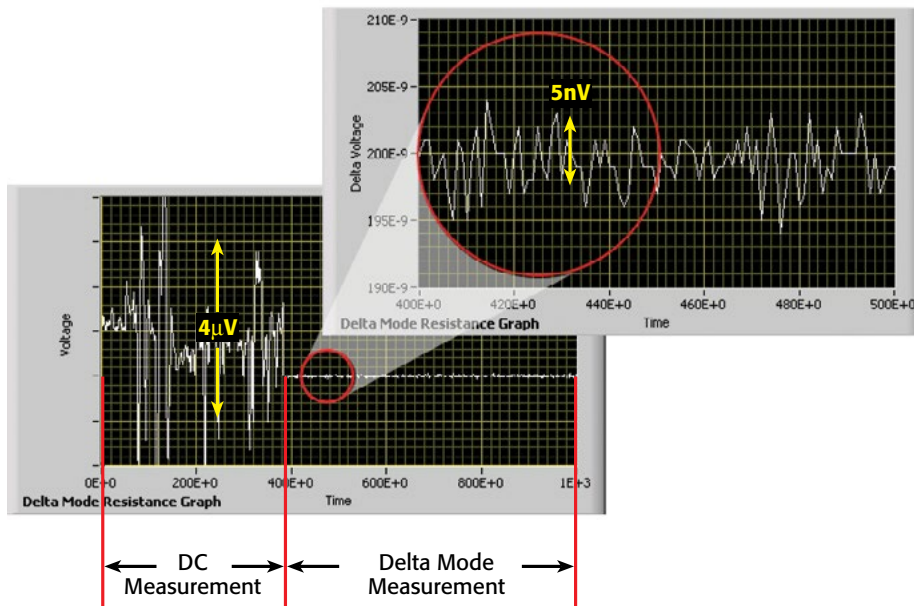 210E-9
205E-9
200E-9
195E-9
190E-9
Delta Voltage
5nV
400E+0
420E+0
440E+0
460E+0
480E+0
500E+0
Delta Mode Resistance Graph
Time
Voltage
4µV
0E+0
200E+0
400E+0
600E+0
800E+0
1E+3
Delta Mode Resistance Graph
Time
DC
Measurement
Delta Mode
Measurement